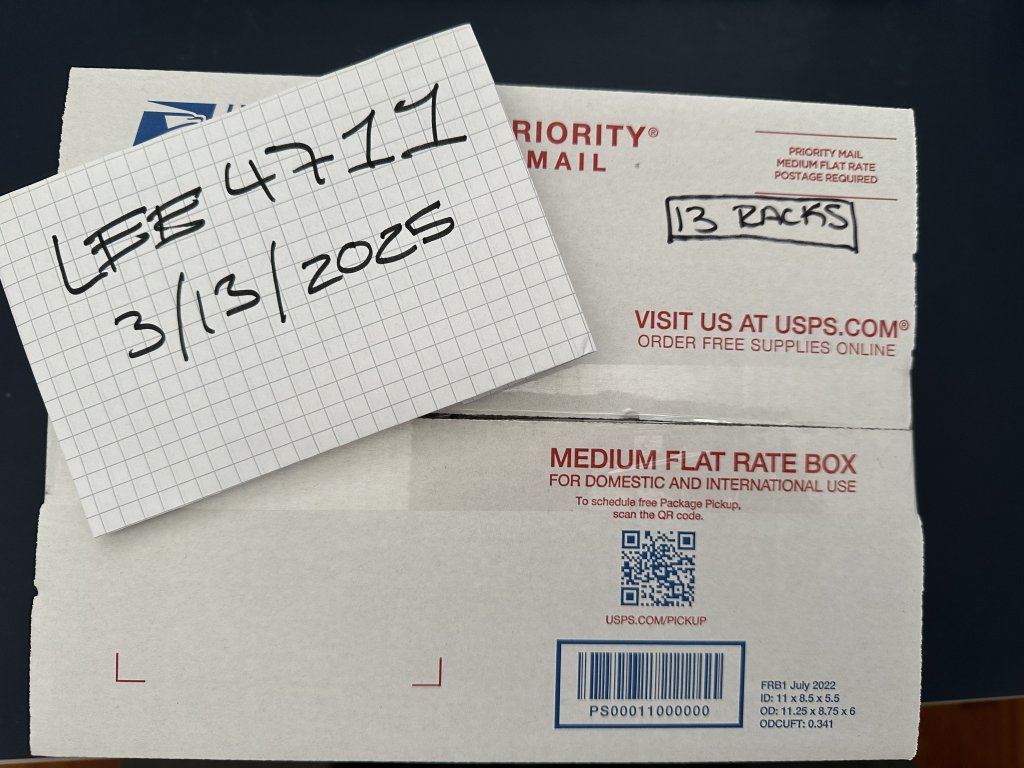 LEE 4711
3/13/2025
RIORITY®
MAIL
PRIORITY MAIL
MEDIUM FLAT RATE
POSTAGE REQUIRED
13 RACKS
VISIT US AT USPS.COM®
ORDER FREE SUPPLIES ONLINE
MEDIUM FLAT RATE BOX
FOR DOMESTIC AND INTERNATIONAL USE
To schedule free Package Pickup,
scan the QR code.
USPS.COM/PICKUP
PS00011000000
FRB1 July 2022
ID: 11 x 8.5 x 5.5
OD: 11.25 x 8.75 x 6
ODCUFT: 0.341